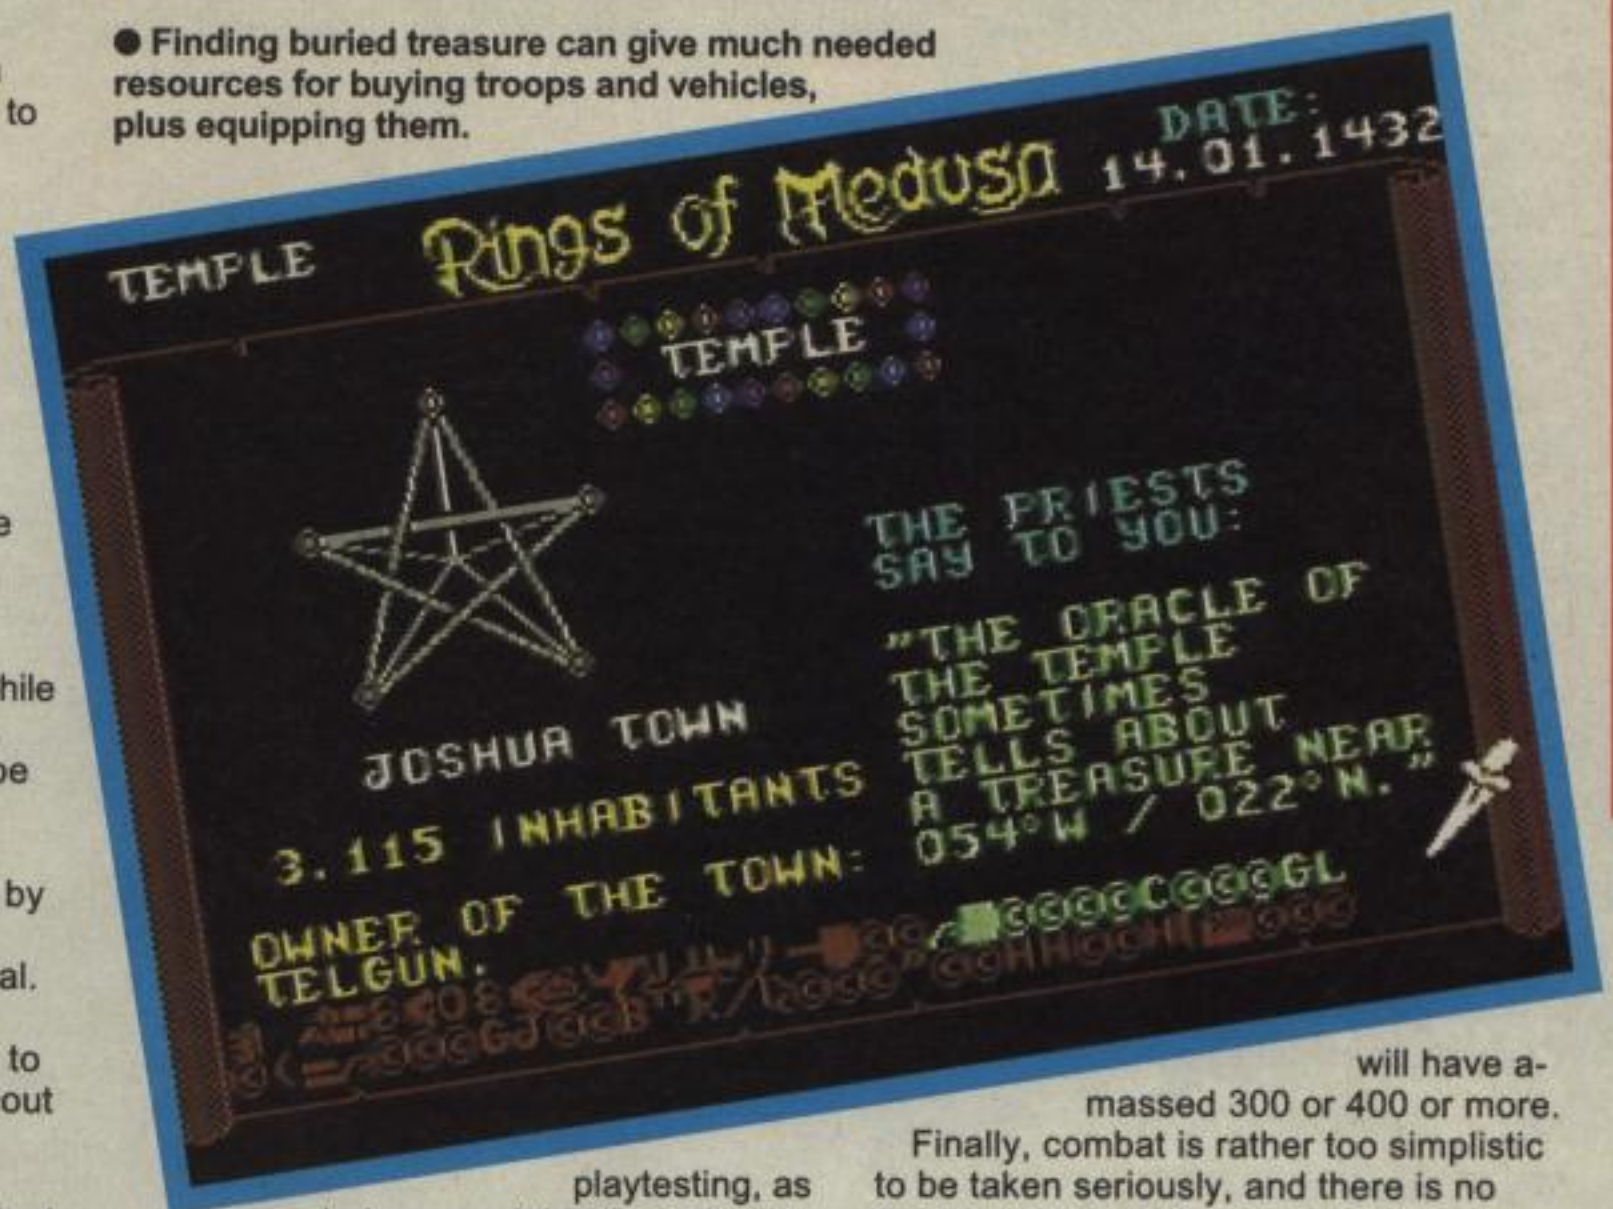 to
● Finding buried treasure can give much needed
resources for buying troops and vehicles,
plus equipping them.
TEMPLE
Rings of Medusa
DATE:
14.01.1432
TEMPLE
THE PRIESTS
SAY TO YOU:
"THE ORACLE OF
THE TEMPLE
SOMETIMES
TELLS ABOUT
A TREASURE NEAR
054°W / 022°N."
JOSHUA TOWN
3.115 INHABITANTS
OWNER OF THE TOWN:
TELGUN.
by
to
will have a-
massed 300 or 400 or more.
Finally, combat is rather too simplistic
playtesting, as
to be taken seriously, and there is no